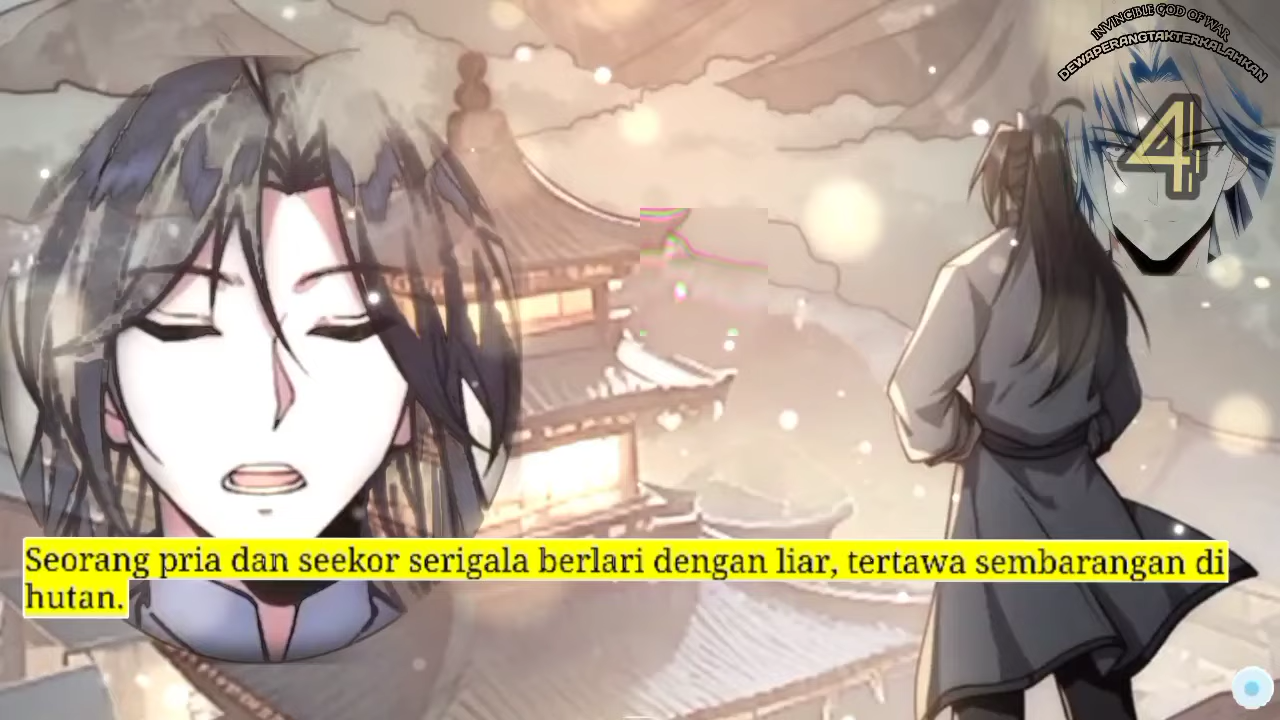 INVINCIBLE GOD OF WAR
DEWAPERANGTAKTERKALAHKAN
4
Seorang pria dan seekor serigala berlari dengan liar, tertawa sembarangan di
hutan.